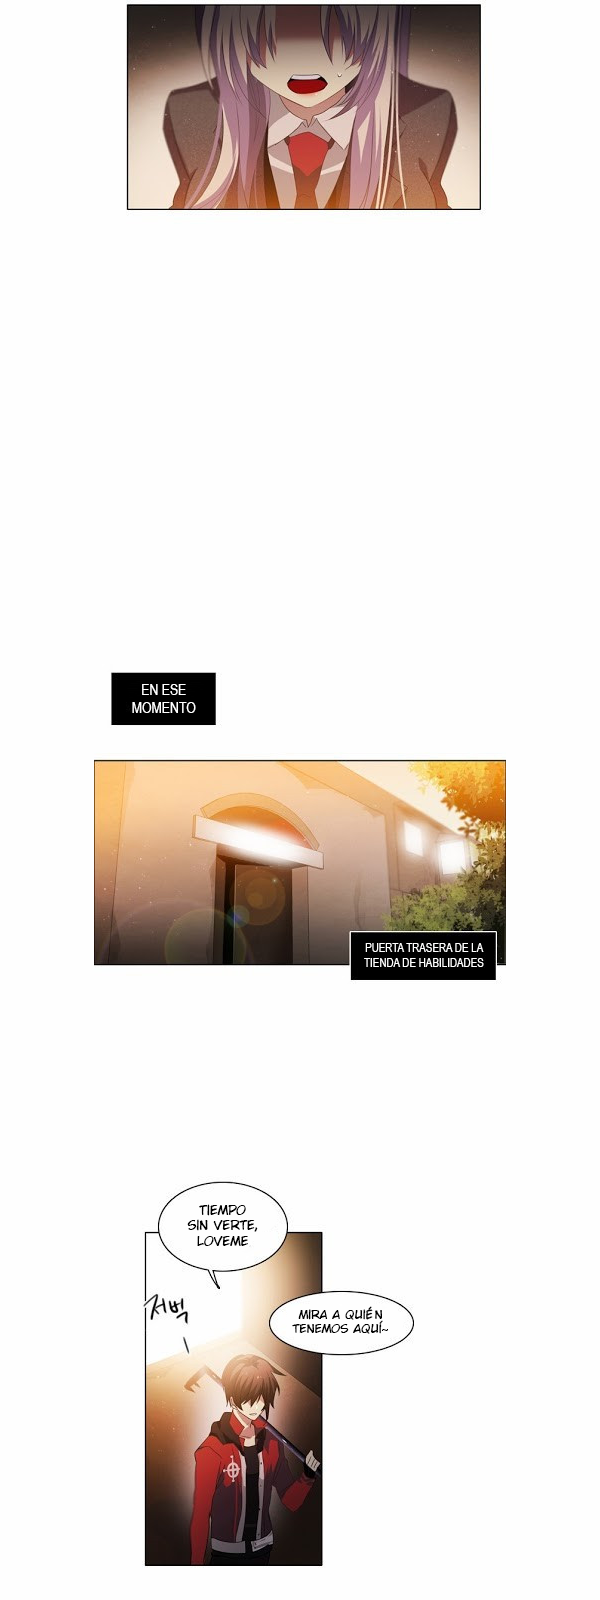 EN ESE
MOMENTO
PUERTA TRASERA DE LA
TIENDA DE HABILIDADES
TIEMPO
SIN VERTE,
LOVEME
저벅
MIRA A QUIÉN
TENEMOS AQUÍ~